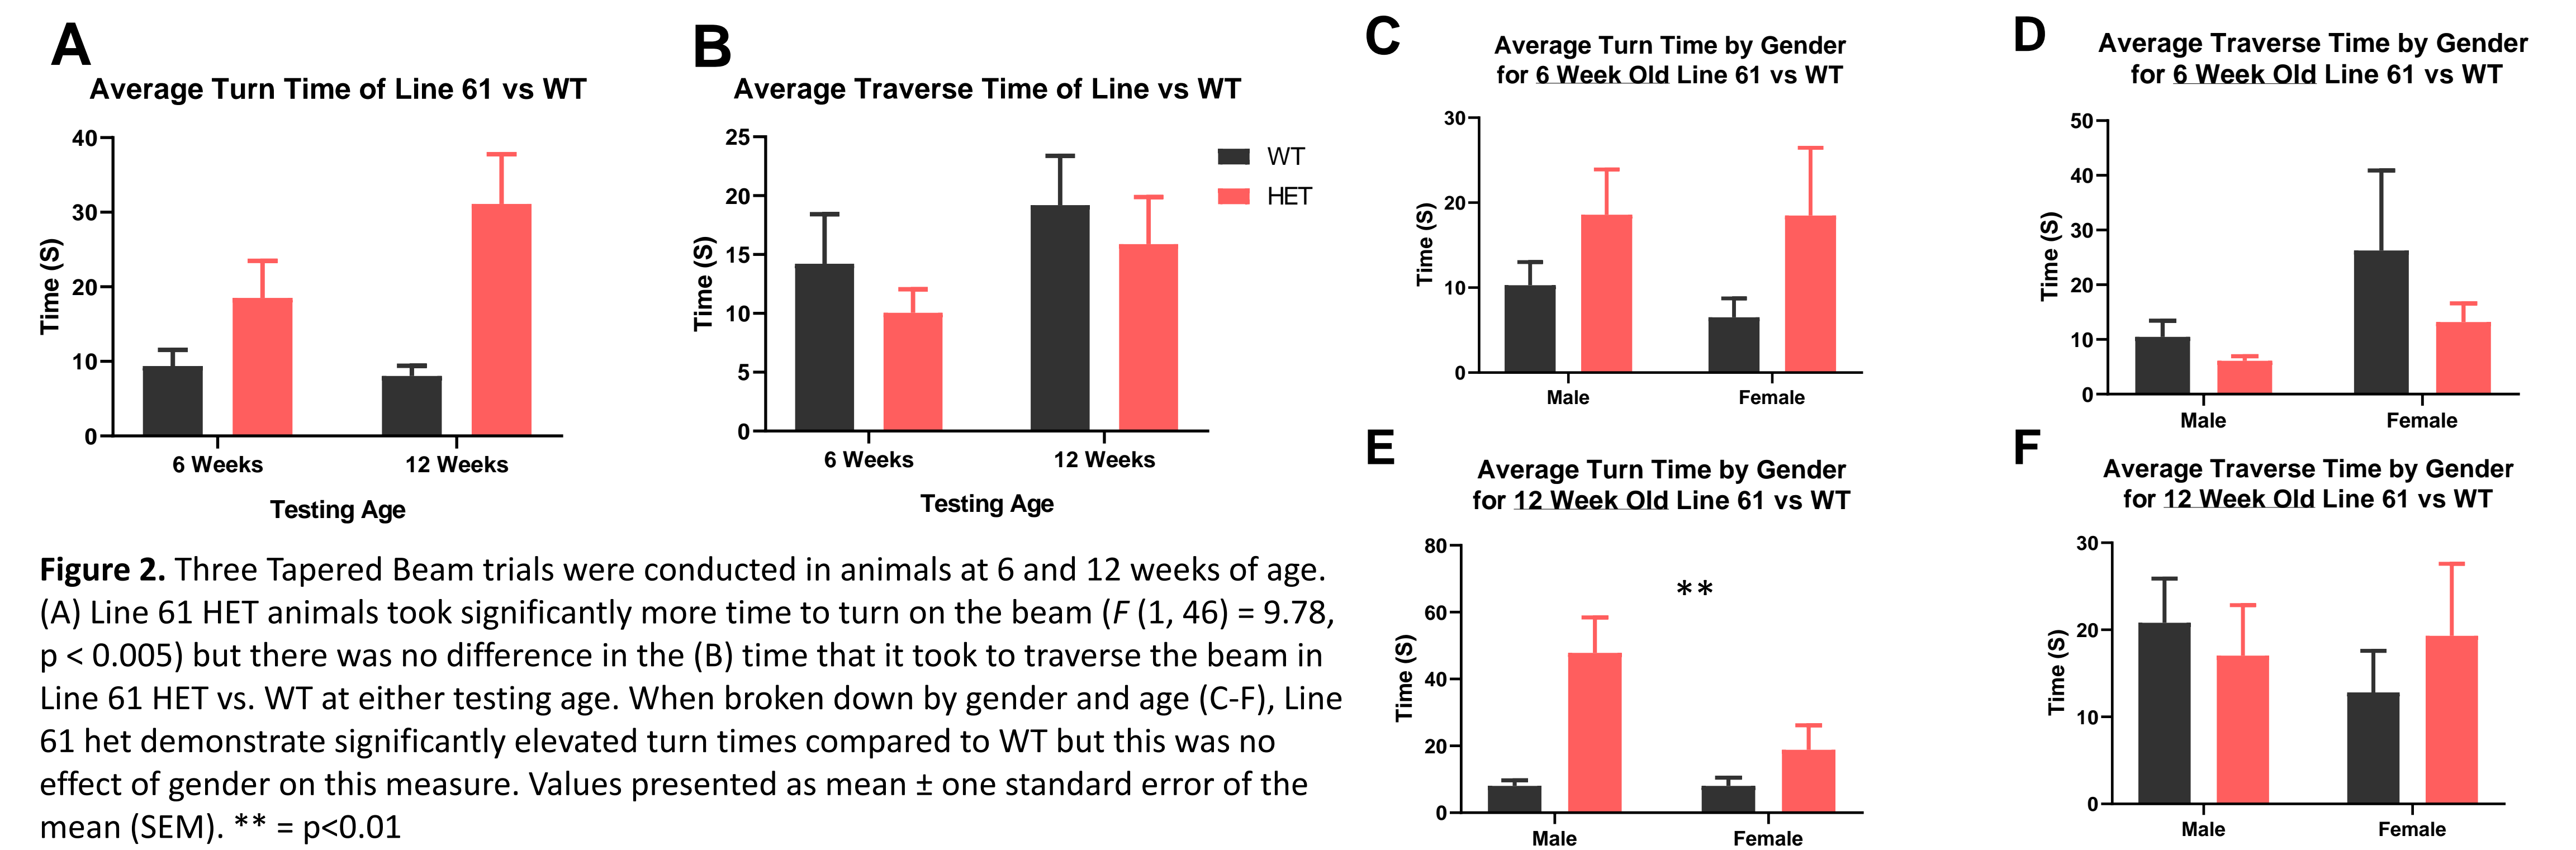 A
Average Turn Time of Line 61 vs WT
40
30
20
10
0
Time (S)
6 Weeks
12 Weeks
Testing Age
B
Average Traverse Time of Line vs WT
25
20
15
10
5
0
Time (S)
6 Weeks
12 Weeks
Testing Age
WT
HET
C
Average Turn Time by Gender
for 6 Week Old Line 61 vs WT
30
20
10
0
Time (S)
Male
Female
D
Average Traverse Time by Gender
for 6 Week Old Line 61 vs WT
50
40
30
20
10
0
Time (S)
Male
Female
E
Average Turn Time by Gender
for 12 Week Old Line 61 vs WT
80
60
40
20
0
Time (S)
**
Male
Female
F
Average Traverse Time by Gender
for 12 Week Old Line 61 vs WT
30
20
10
0
Time (S)
Male
Female
Figure 2. Three Tapered Beam trials were conducted in animals at 6 and 12 weeks of age.
(A) Line 61 HET animals took significantly more time to turn on the beam (F (1, 46) = 9.78,
p < 0.005) but there was no difference in the (B) time that it took to traverse the beam in
Line 61 HET vs. WT at either testing age. When broken down by gender and age (C-F), Line
61 het demonstrate significantly elevated turn times compared to WT but this was no
effect of gender on this measure. Values presented as mean ± one standard error of the
mean (SEM). ** = p<0.01